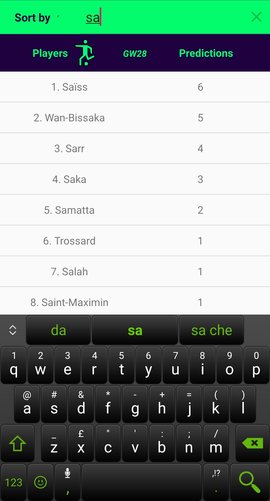 Sort by sa
Players GW28 Predictions
1. Saïss 6
2. Wan-Bissaka 5
3. Sarr 4
4. Saka 3
5. Samatta 2
6. Trossard 1
7. Salah 1
8. Saint-Maximin 1
da sa sa che
1 2 3 4 5 6 7 8 9 0
q w e r t y u i o p
@ # & * - + = ( )
a s d f g h j k l
_ £ " ' : ; /
z x c v b n m
123 , ,!? .